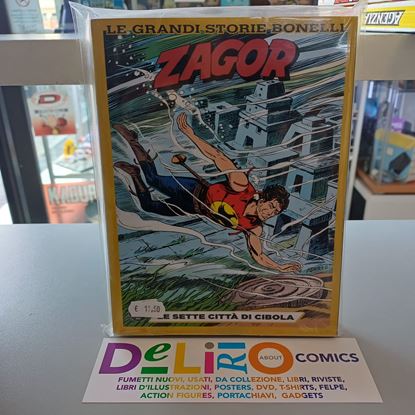 AGENZIA
LE GRANDI STORIE BONELLI
ZAGOR
€ 11,50
LE SETTE CITTÀ DI CIBOLA
DeLiRiO ABOUT COMICS
FUMETTI NUOVI, USATI, DA COLLEZIONE, LIBRI, RIVISTE,
LIBRI D'ILLUSTRAZIONI, POSTERS, DVD, T-SHIRTS, FELPE,
ACTION FIGURES, PORTACHIAVI, GADGETS